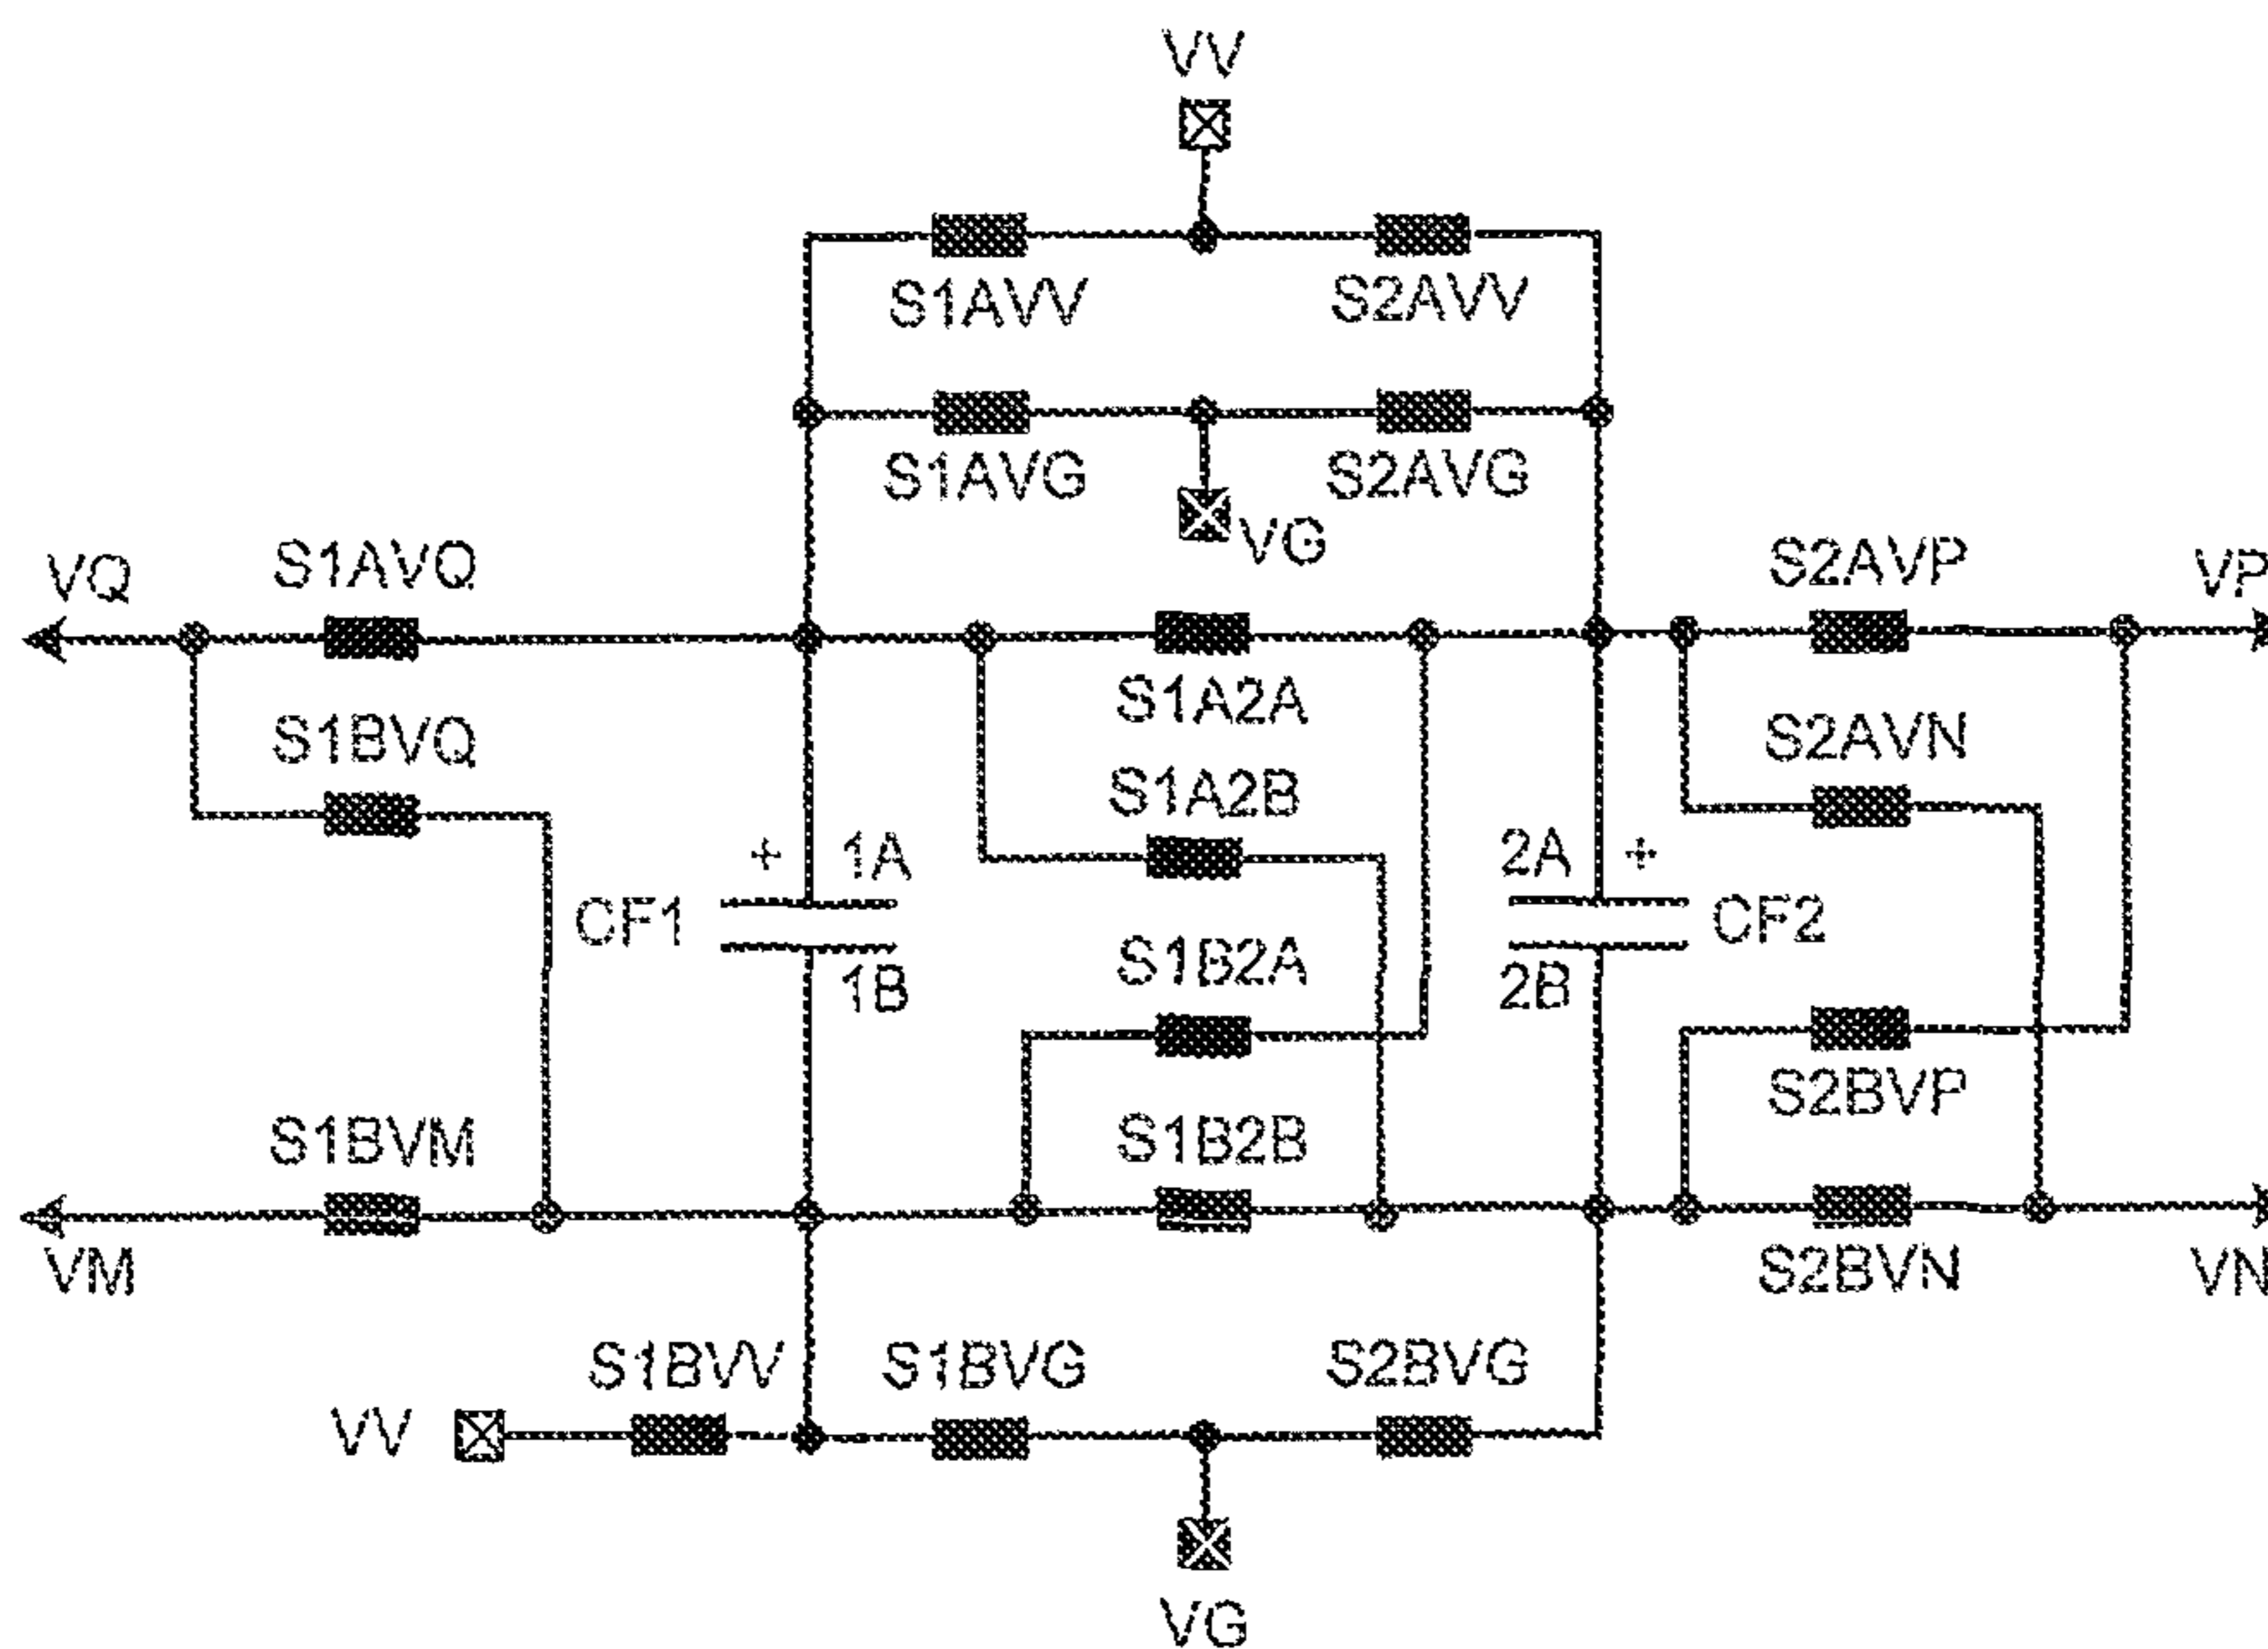 VV
S1AVV
S2AVV
S1AVG
S2AVG
VG
VQ
S1AVQ
S2AVP
VP
S1A2A
S1BVQ
S2AVN
S1A2B
+
1A
2A
+
CF1
CF2
S1B2A
1B
2B
S2BVP
S1BVM
S1B2B
VM
S2BVN
VN
S1BVV
S1BVG
S2BVG
VV
VG